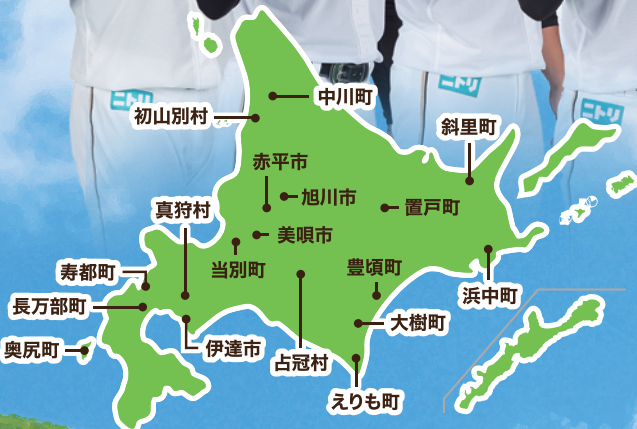 ニトリ
ニトリ
ニトリ
中川町
初山別村
斜里町
赤平市
旭川市
置戸町
真狩村
美唄市
当別町
豊頃町
寿都町
浜中町
長万部町
大樹町
奥尻町
伊達市
占冠村
えりも町